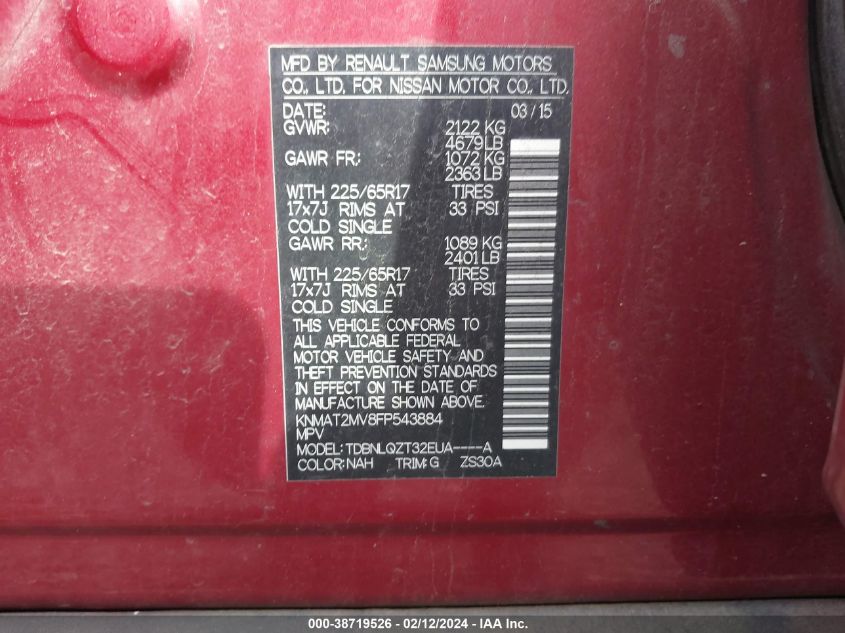 MFD BY RENAULT SAMSUNG MOTORS
CO., LTD. FOR NISSAN MOTOR CO., LTD.
DATE: 03/15
GVWR: 2122 KG
4679 LB
GAWR FR.: 1072 KG
2363 LB
WITH 225/65R17 TIRES
17x7J RIMS AT 33 PSI
COLD SINGLE
GAWR RR.: 1089 KG
2401 LB
WITH 225/65R17 TIRES
17x7J RIMS AT 33 PSI
COLD SINGLE
THIS VEHICLE CONFORMS TO
ALL APPLICABLE FEDERAL
MOTOR VEHICLE SAFETY AND
THEFT PREVENTION STANDARDS
IN EFFECT ON THE DATE OF
MANUFACTURE SHOWN ABOVE.
KNMAT2MV8FP543884
MPV
MODEL:TDBNLQZT32EUA----A
COLOR:NAH TRIM:G ZS30A
000-38719526 - 02/12/2024 - IAA Inc.